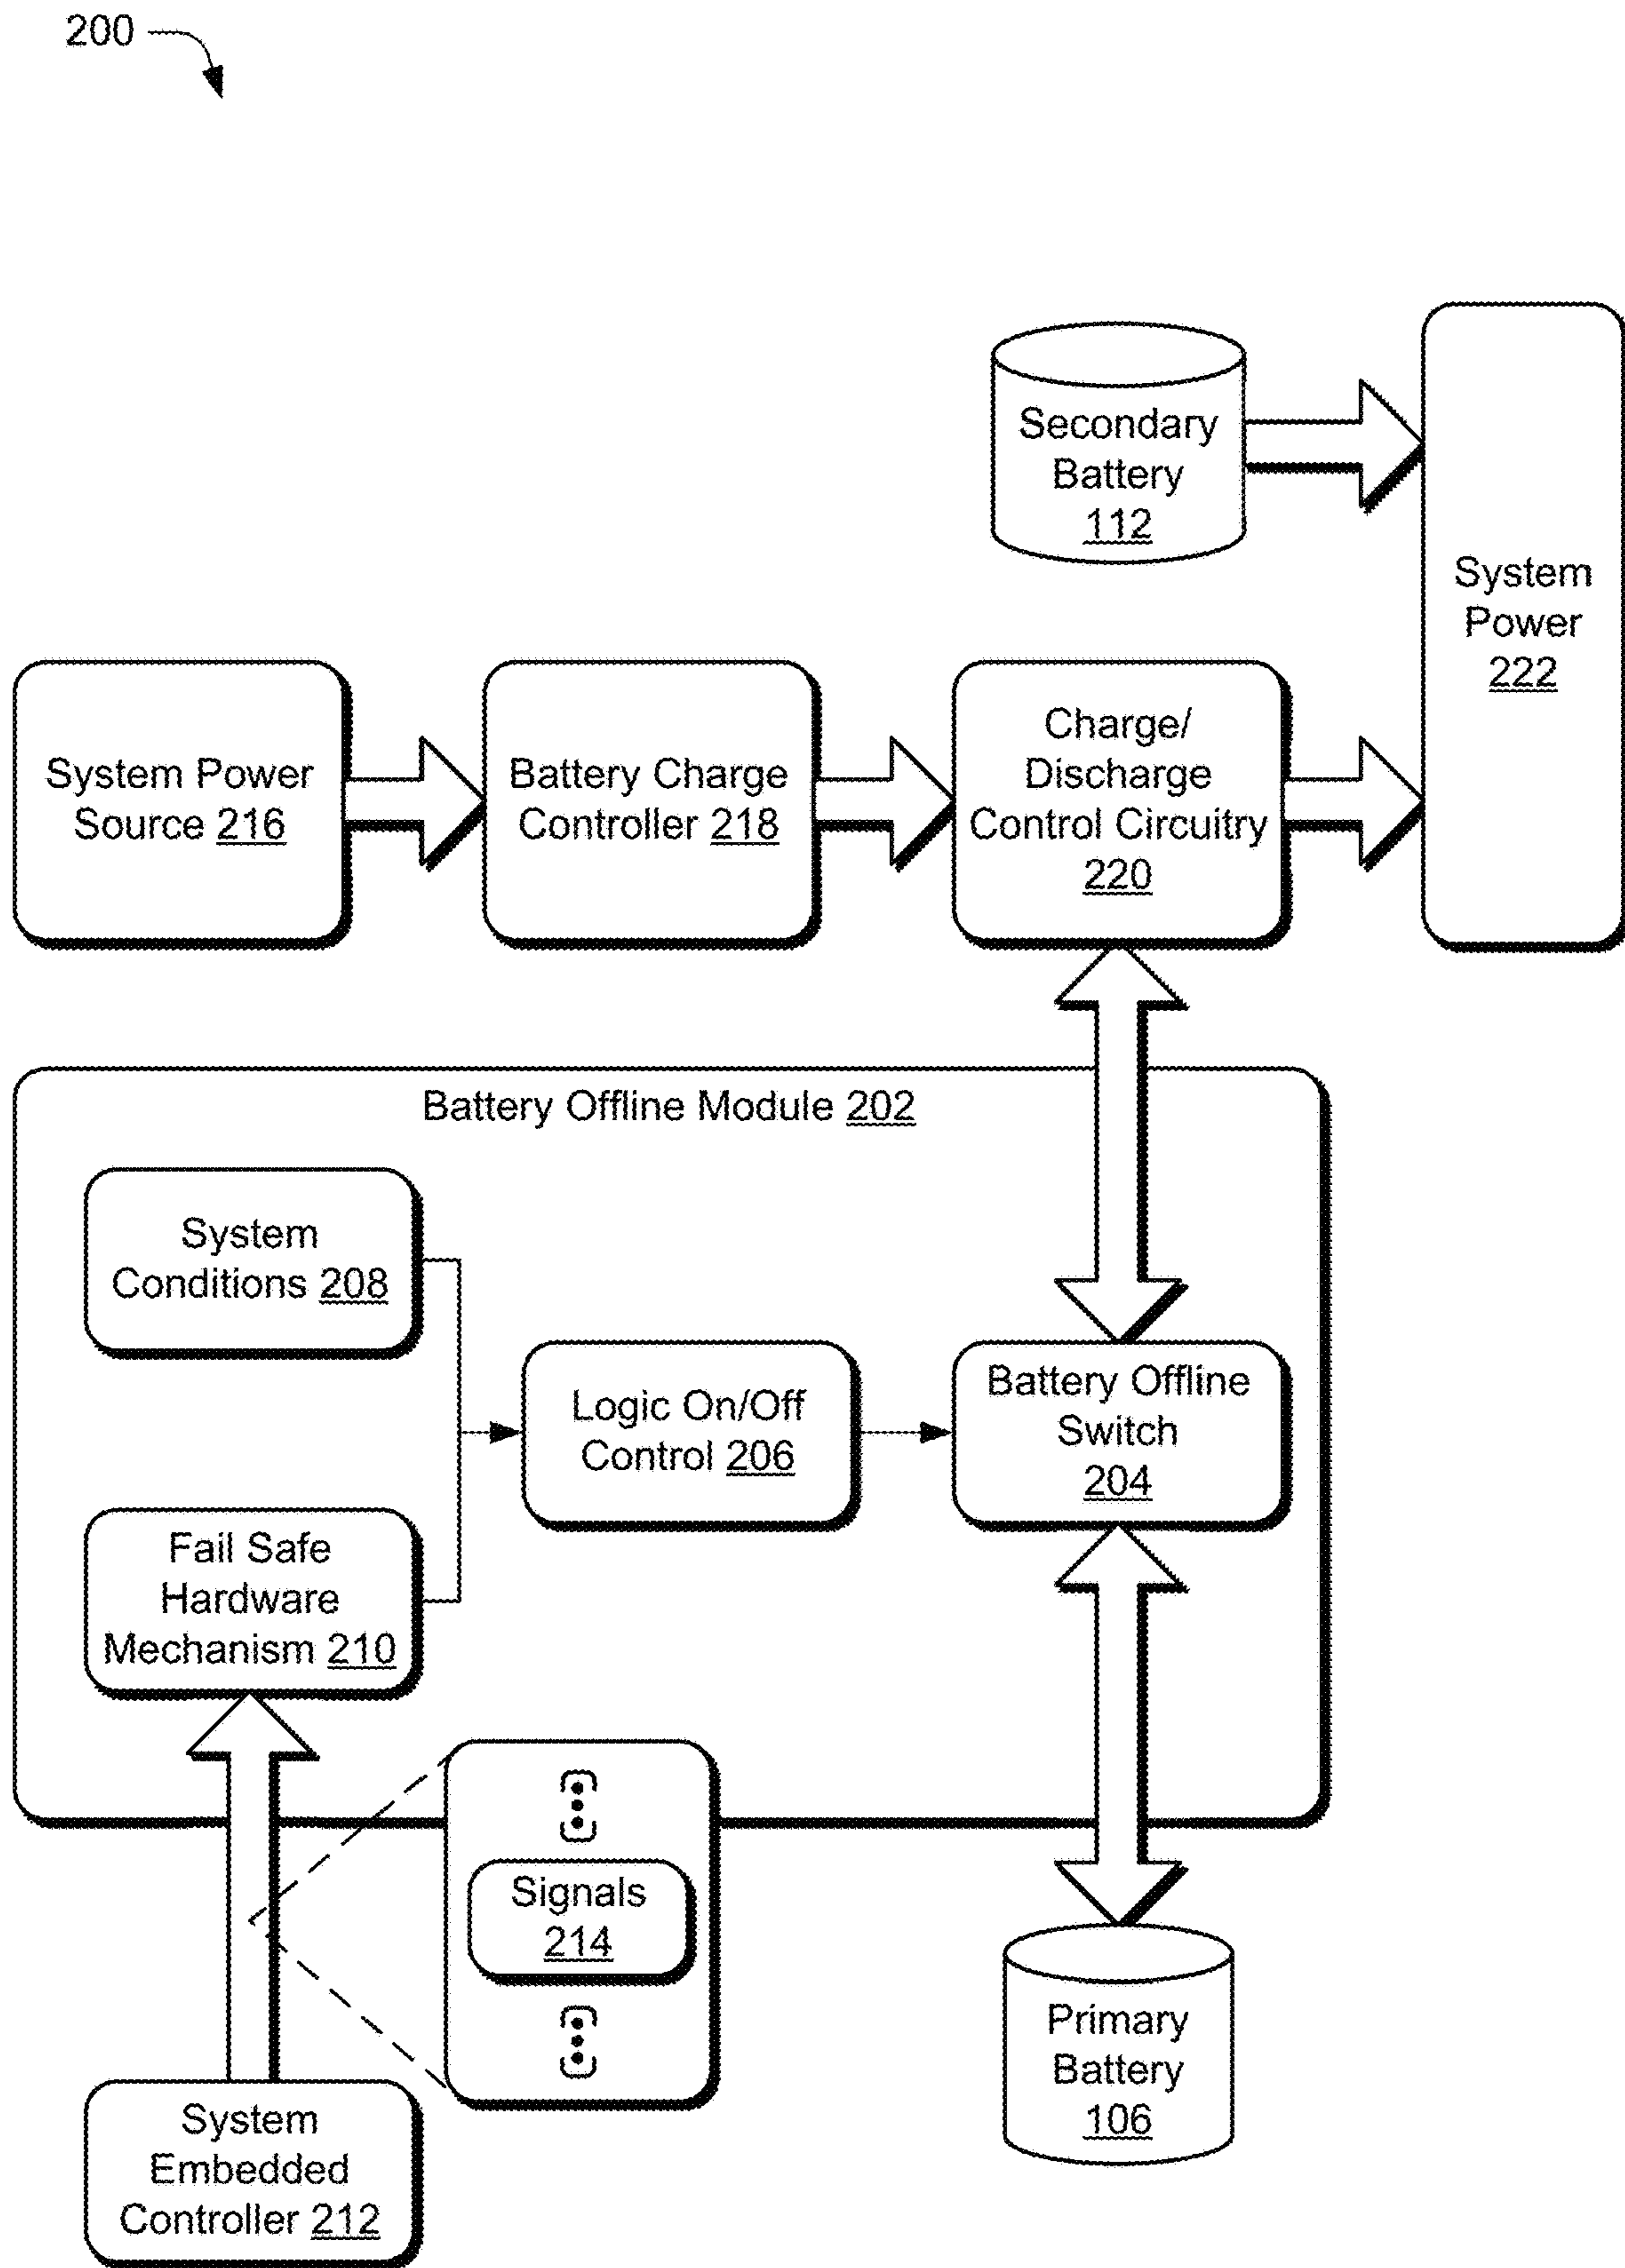 200
Secondary
Battery
112
System
Power
222
System Power
Source 216
Battery Charge
Controller 218
Charge/
Discharge
Control Circuitry
220
Battery Offline Module 202
System
Conditions 208
Logic On/Off
Control 206
Battery Offline
Switch
204
Fail Safe
Hardware
Mechanism 210
Signals
214
Primary
Battery
106
System
Embedded
Controller 212